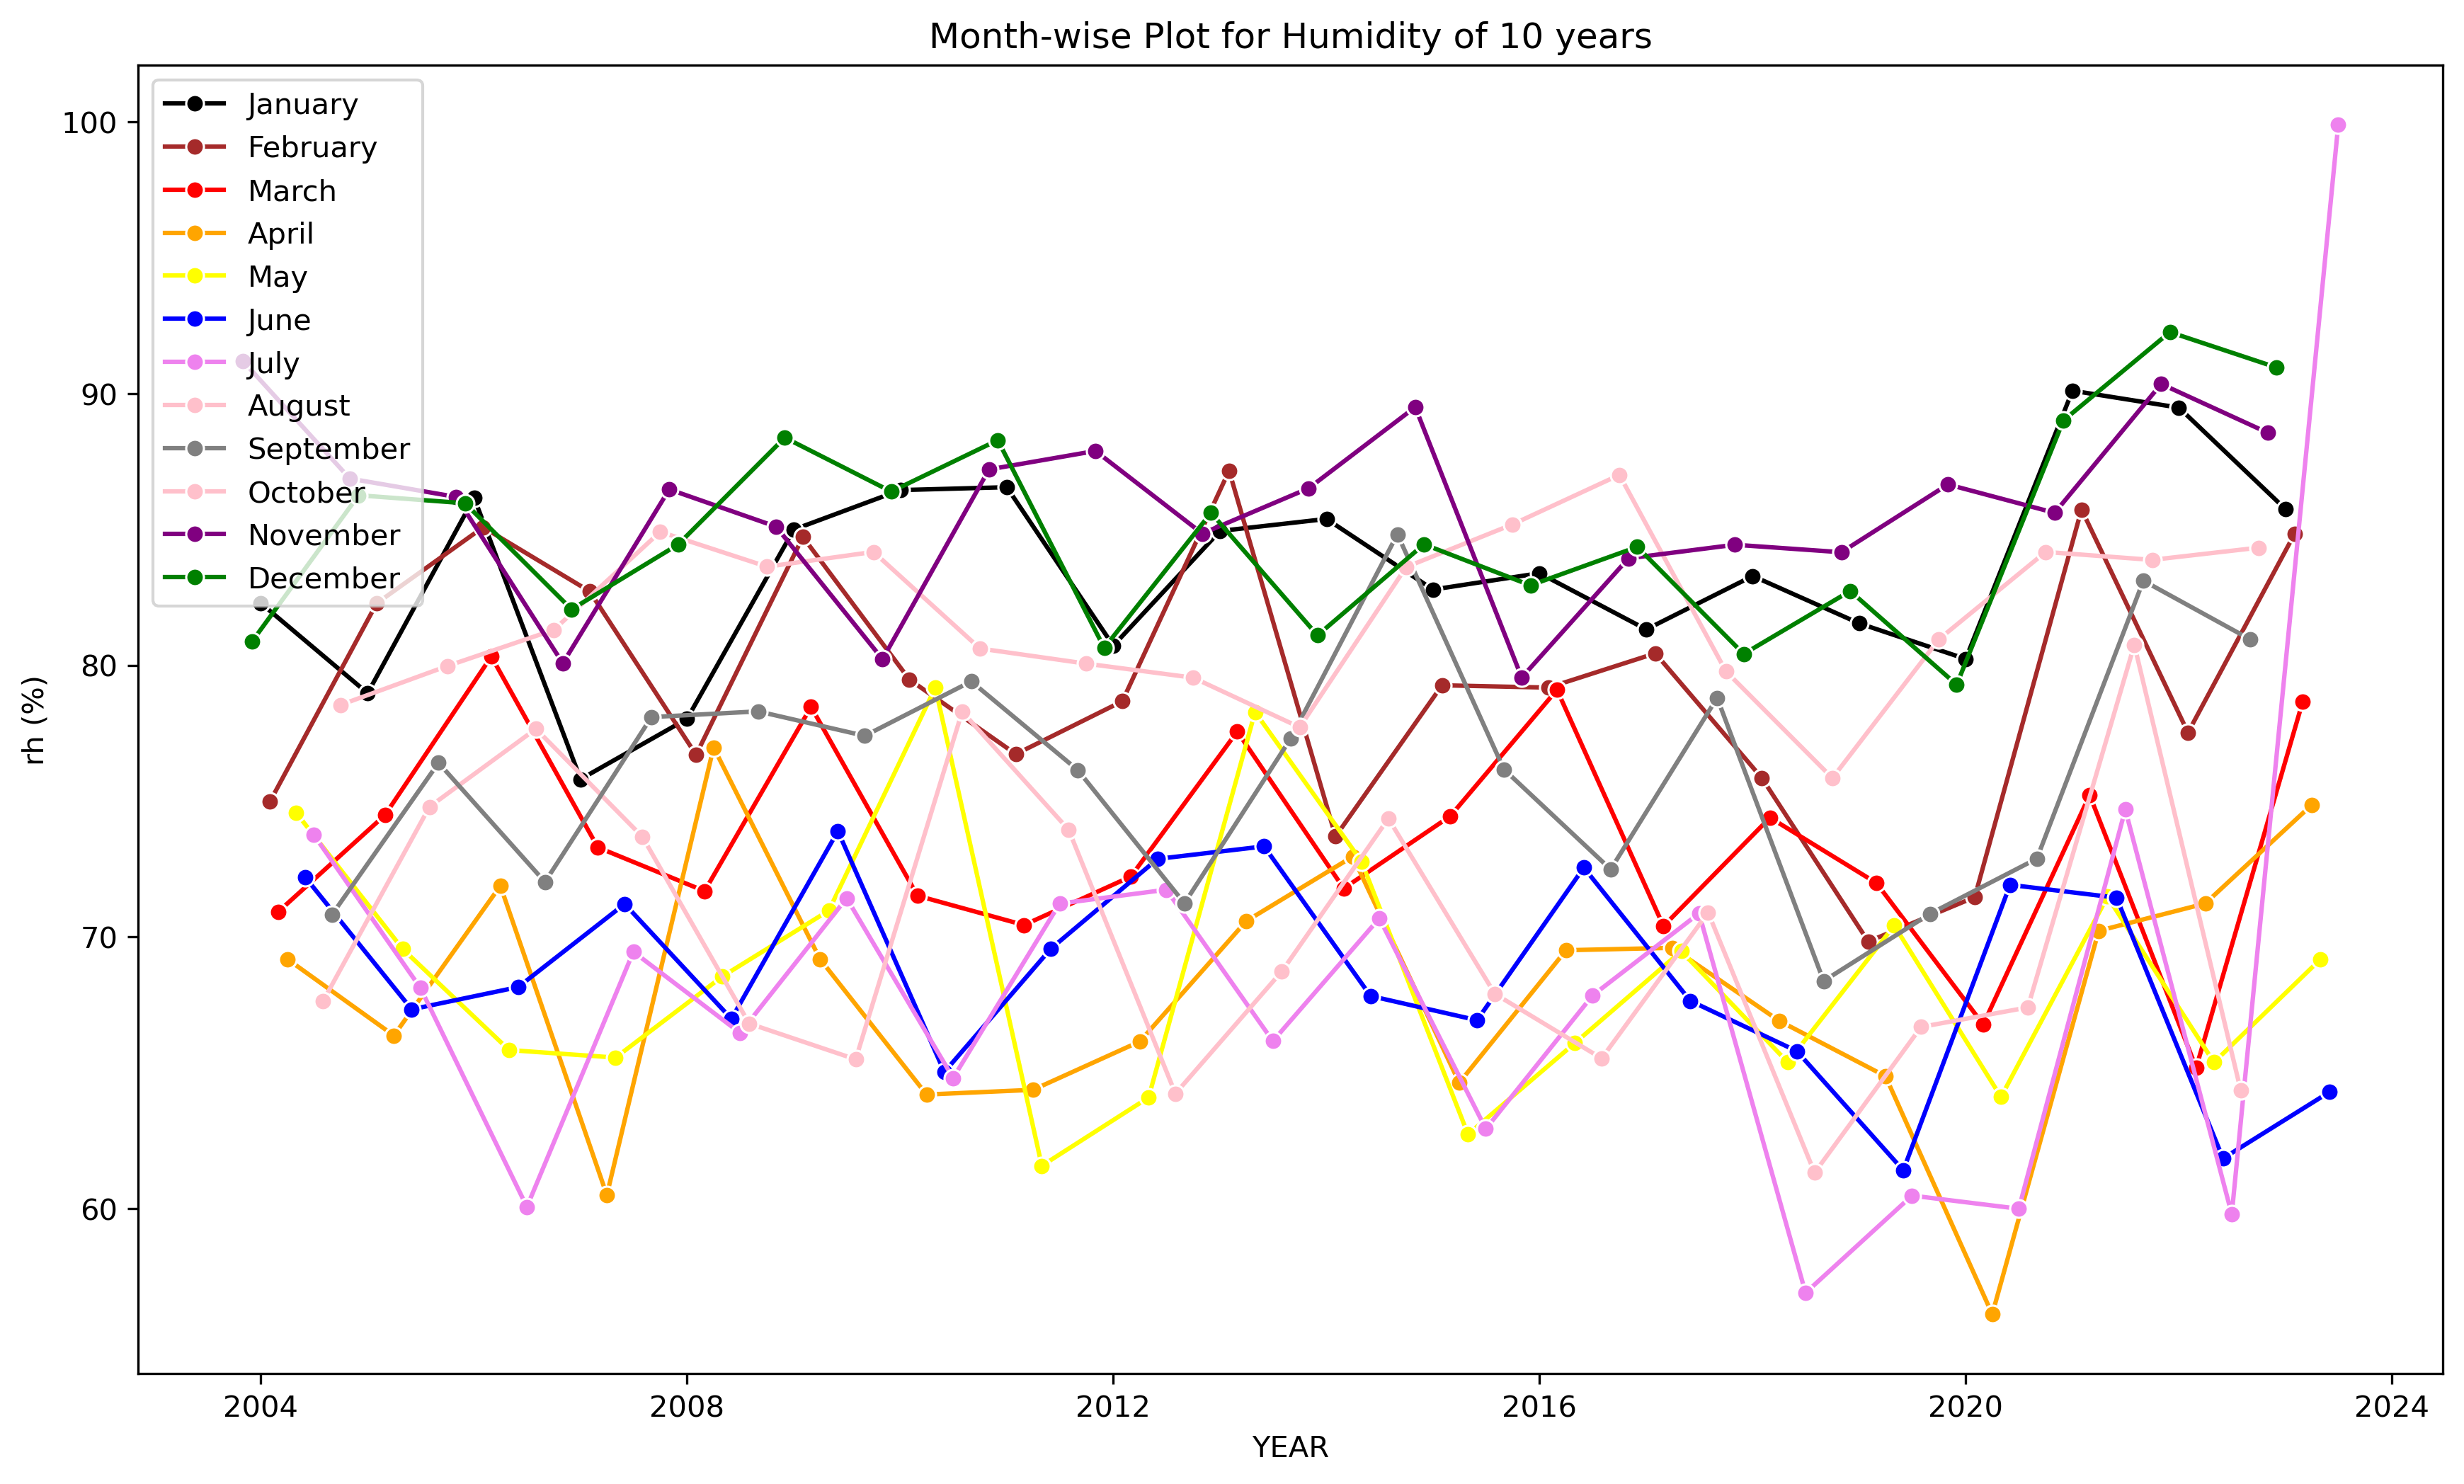 Month-wise Plot for Humidity of 10 years
January
February
March
April
May
June
July
August
September
October
November
December
100
90
80
70
60
rh (%)
2004 2008 2012 2016 2020 2024
YEAR